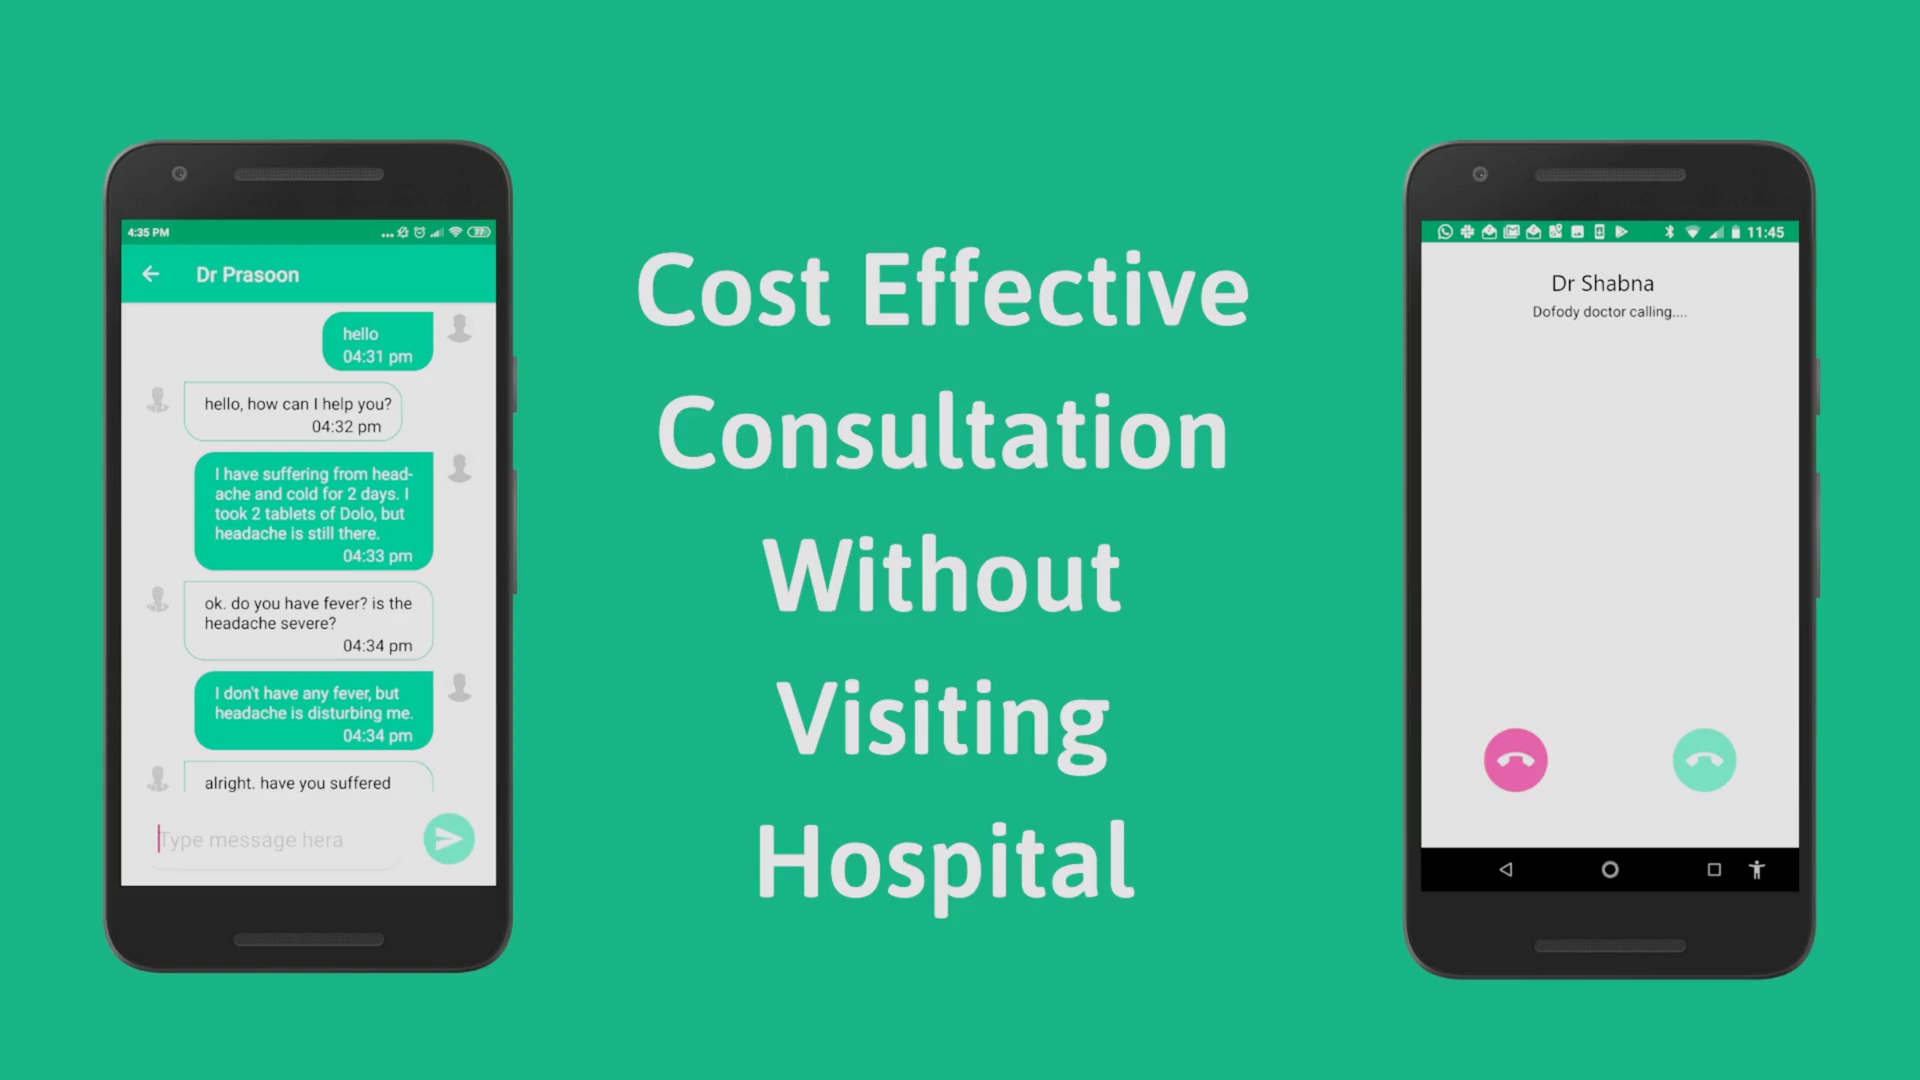 4:35 PM
77
Dr Prasoon
hello
04:31 pm
hello, how can I help you?
04:32 pm
I have suffering from head-
ache and cold for 2 days. I
took 2 tablets of Dolo, but
headache is still there.
04:33 pm
ok. do you have fever? is the
headache severe?
04:34 pm
I don't have any fever, but
headache is disturbing me.
04:34 pm
alright. have you suffered
Type message hera
Cost Effective
Consultation
Without
Visiting
Hospital
11:45
Dr Shabna
Dofody doctor calling....